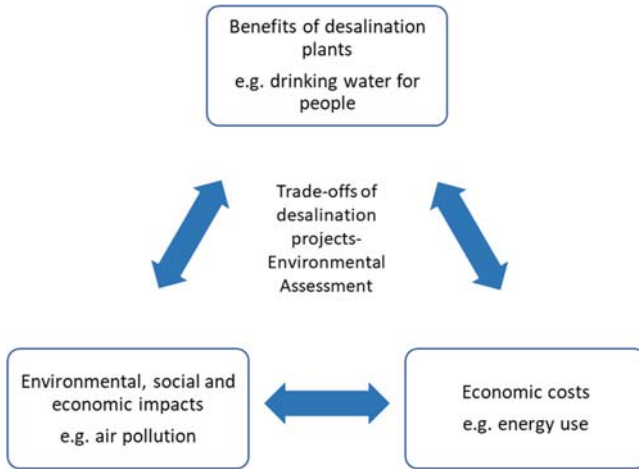 Benefits of desalination
plants
e.g. drinking water for
people
Trade-offs of
desalination
projects-
Environmental
Assessment
Environmental, social and
economic impacts
e.g. air pollution
Economic costs
e.g. energy use